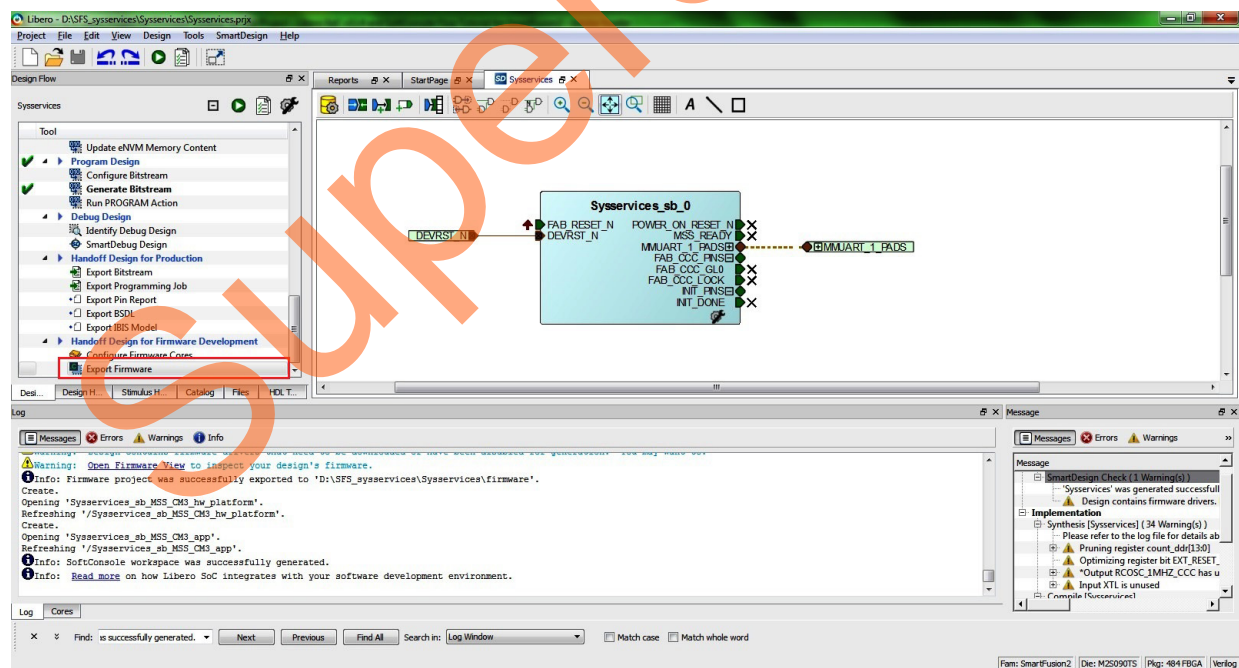 Libero - D:\SFS_sysservices\Sysservices\Sysservices.prjx
Project File Edit View Design Tools SmartDesign Help
Design Flow
Reports
StartPage
Sysservices
Sysservices
Tool
Update eNVM Memory Content
Program Design
Configure Bitstream
Generate Bitstream
Run PROGRAM Action
Debug Design
Identify Debug Design
SmartDebug Design
Handoff Design for Production
Export Bitstream
Export Programming Job
Export Pin Report
Export BSDL
Export IBIS Model
Handoff Design for Firmware Development
Configure Firmware Cores
Export Firmware
Desi... Design H... Stimulus H... Catalog Files HDL T...
Sysservices_sb_0
FAB_RESET_N POWER_ON_RESET_N
DEVRST_N DEVRST_N MSS_READY
MMUART_1_PADS MMUART_1_PADS
FAB_CCC_PINS
FAB_CCC_GL0
FAB_CCC_LOCK
INIT_PINS
INIT_DONE
Log
Messages Errors Warnings Info
Warning: Open Firmware View to inspect your design's firmware.
Info: Firmware project was successfully exported to 'D:\SFS_sysservices\Sysservices\firmware'.
Create.
Opening 'Sysservices_sb_MSS_CM3_hw_platform'.
Refreshing '/Sysservices_sb_MSS_CM3_hw_platform'.
Create.
Opening 'Sysservices_sb_MSS_CM3_app'.
Refreshing '/Sysservices_sb_MSS_CM3_app'.
Info: SoftConsole workspace was successfully generated.
Info: Read more on how Libero SoC integrates with your software development environment.
Message
Messages Errors Warnings »
Message
SmartDesign Check ( 1 Warning(s) )
'Sysservices' was generated successfull
Design contains firmware drivers.
Implementation
Synthesis [Sysservices] ( 34 Warning(s) )
Please refer to the log file for details ab
Pruning register count_ddr[13:0]
Optimizing register bit EXT_RESET_
*Output RCOSC_1MHZ_CCC has u
Input XTL is unused
Compile [Sysservices]
Log Cores
Find: is successfully generated. Next Previous Find All Search in: Log Window Match case Match whole word
Fam: SmartFusion2 Die: M2S090TS Pkg: 484 FBGA Verilog